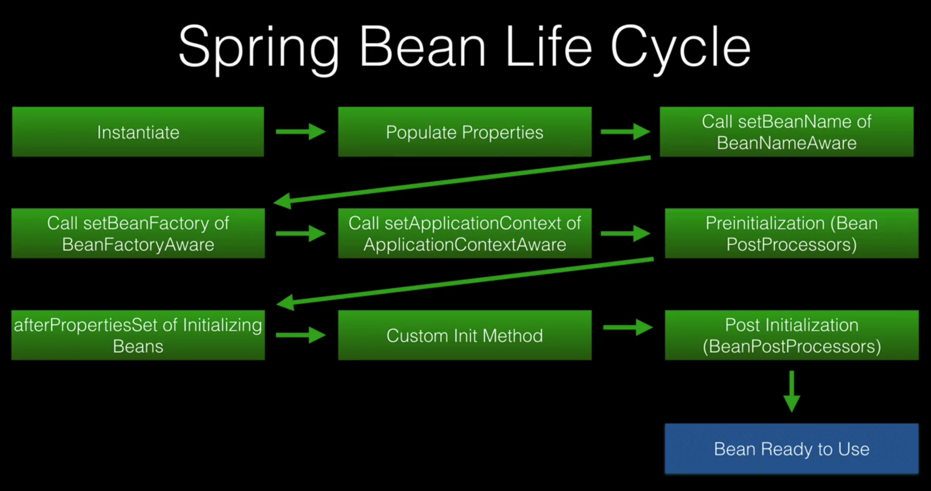 Spring Bean Life Cycle
Instantiate
Populate Properties
Call setBeanName of
BeanNameAware
Call setBeanFactory of
BeanFactoryAware
Call setApplicationContext of
ApplicationContextAware
Preinitialization (Bean
PostProcessors)
afterPropertiesSet of Initializing
Beans
Custom Init Method
Post Initialization
(BeanPostProcessors)
Bean Ready to Use